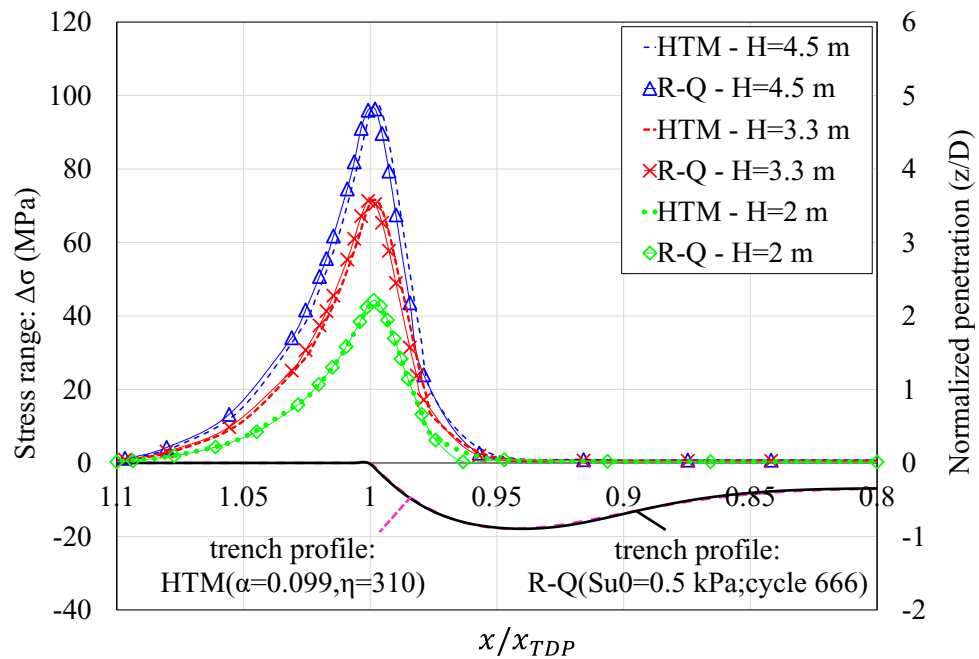 120
100
80
60
40
20
0
-20
-40
Stress range: Δσ (MPa)
6
5
4
3
2
1
0
-1
-2
Normalized penetration (z/D)
HTM - H=4.5 m
R-Q - H=4.5 m
HTM - H=3.3 m
R-Q - H=3.3 m
HTM - H=2 m
R-Q - H=2 m
1.1 1.05 1 0.95 0.9 0.85 0.8
trench profile:
HTM(α=0.099,η=310)
trench profile:
R-Q(Su0=0.5 kPa;cycle 666)
x/x_TDP